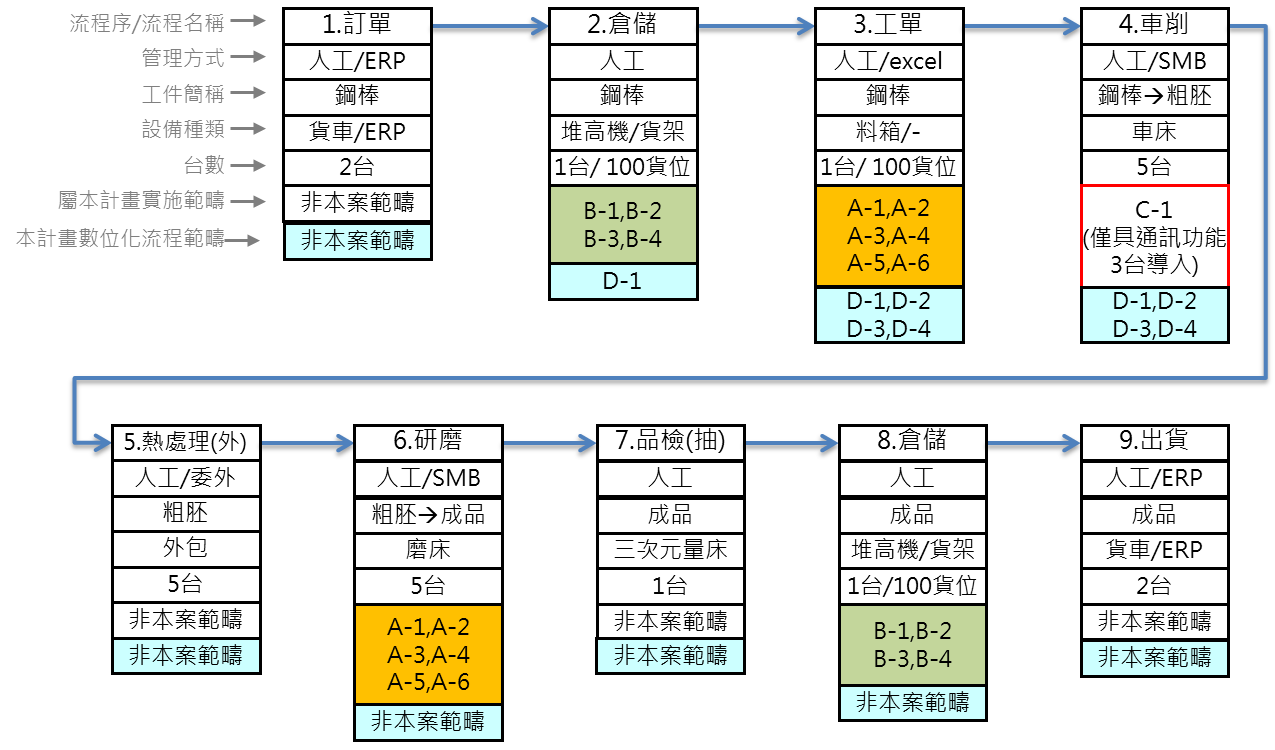 流程序/流程名稱
管理方式
工件簡稱
設備種類
台數
屬本計畫實施範疇
本計畫數位化流程範疇
1.訂單
人工/ERP
鋼棒
貨車/ERP
2台
非本案範疇
非本案範疇
2.倉儲
人工
鋼棒
堆高機/貨架
1台/ 100貨位
B-1,B-2
B-3,B-4
D-1
3.工單
人工/excel
鋼棒
料箱/-
1台/ 100貨位
A-1,A-2
A-3,A-4
A-5,A-6
D-1,D-2
D-3,D-4
4.車削
人工/SMB
鋼棒→粗胚
車床
5台
C-1
(僅具通訊功能
3台導入)
D-1,D-2
D-3,D-4
5.熱處理(外)
人工/委外
粗胚
外包
5台
非本案範疇
非本案範疇
6.研磨
人工/SMB
粗胚→成品
磨床
5台
A-1,A-2
A-3,A-4
A-5,A-6
非本案範疇
7.品檢(抽)
人工
成品
三次元量床
1台
非本案範疇
非本案範疇
8.倉儲
人工
成品
堆高機/貨架
1台/100貨位
B-1,B-2
B-3,B-4
非本案範疇
9.出貨
人工/ERP
成品
貨車/ERP
2台
非本案範疇
非本案範疇